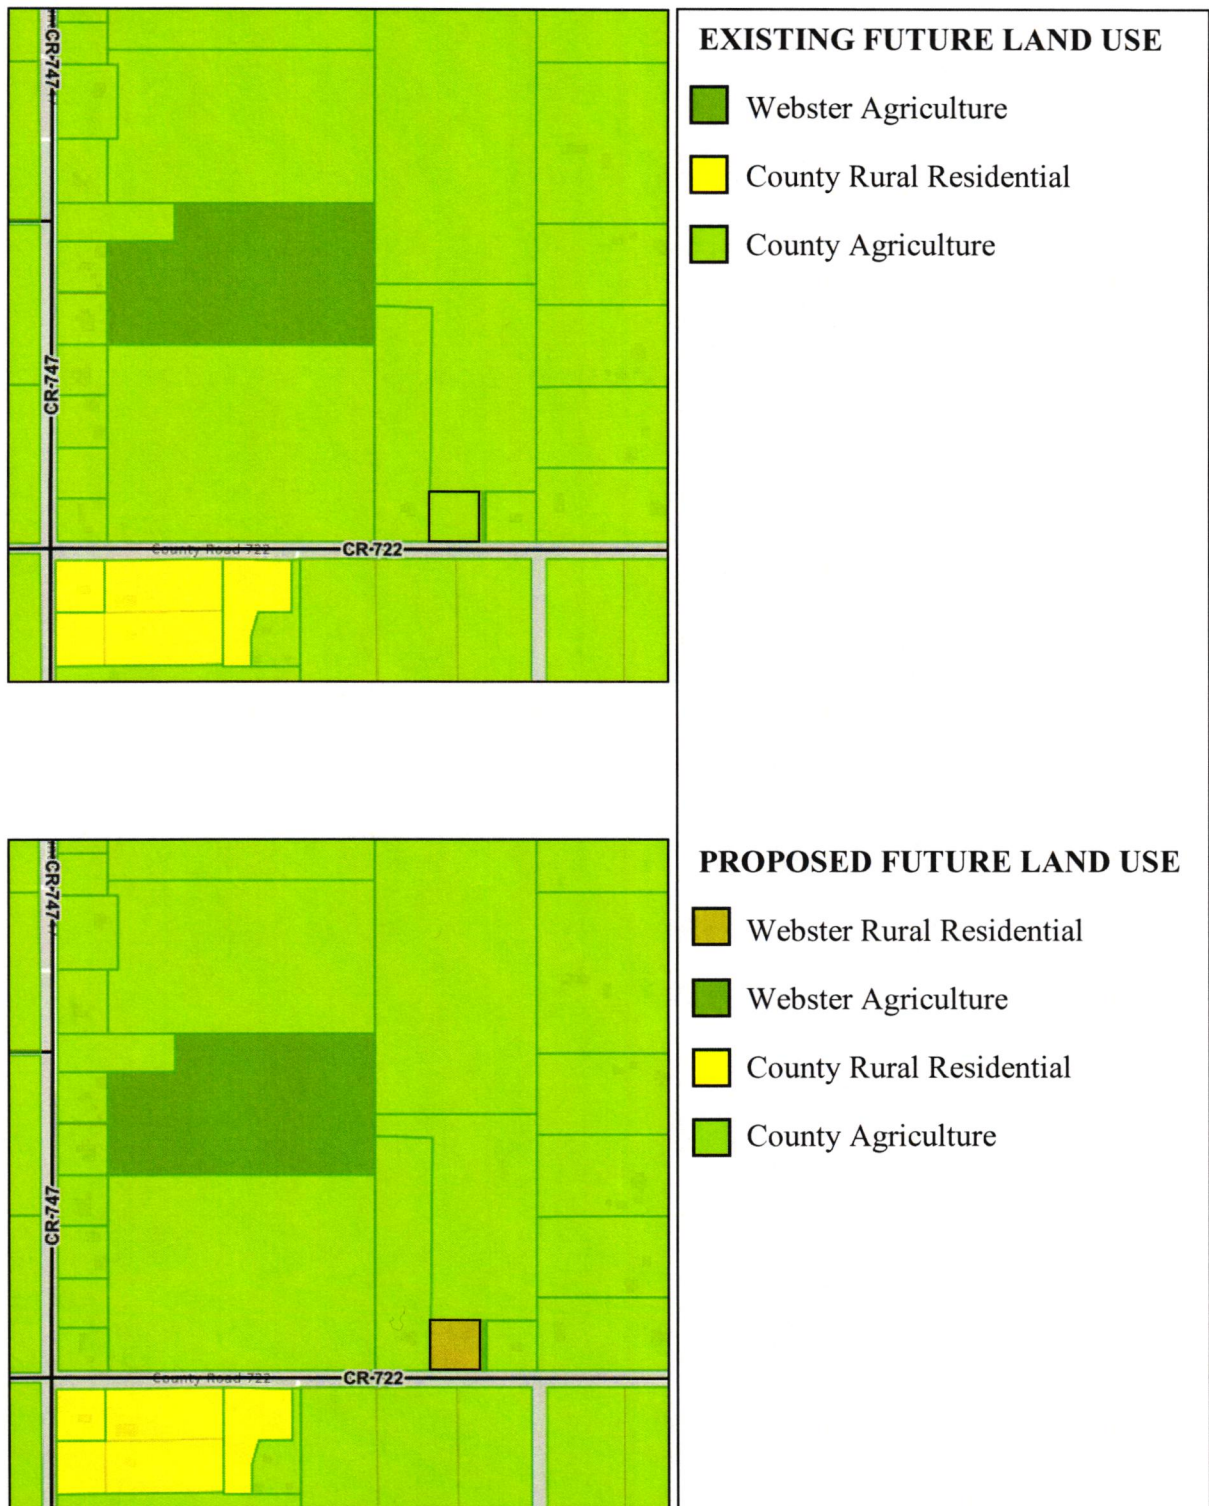 CR-747
EXISTING FUTURE LAND USE
Webster Agriculture
County Rural Residential
County Agriculture
CR-747
County Road 722
CR-722
CR-747
PROPOSED FUTURE LAND USE
Webster Rural Residential
Webster Agriculture
County Rural Residential
County Agriculture
CR-747
County Road 722
CR-722